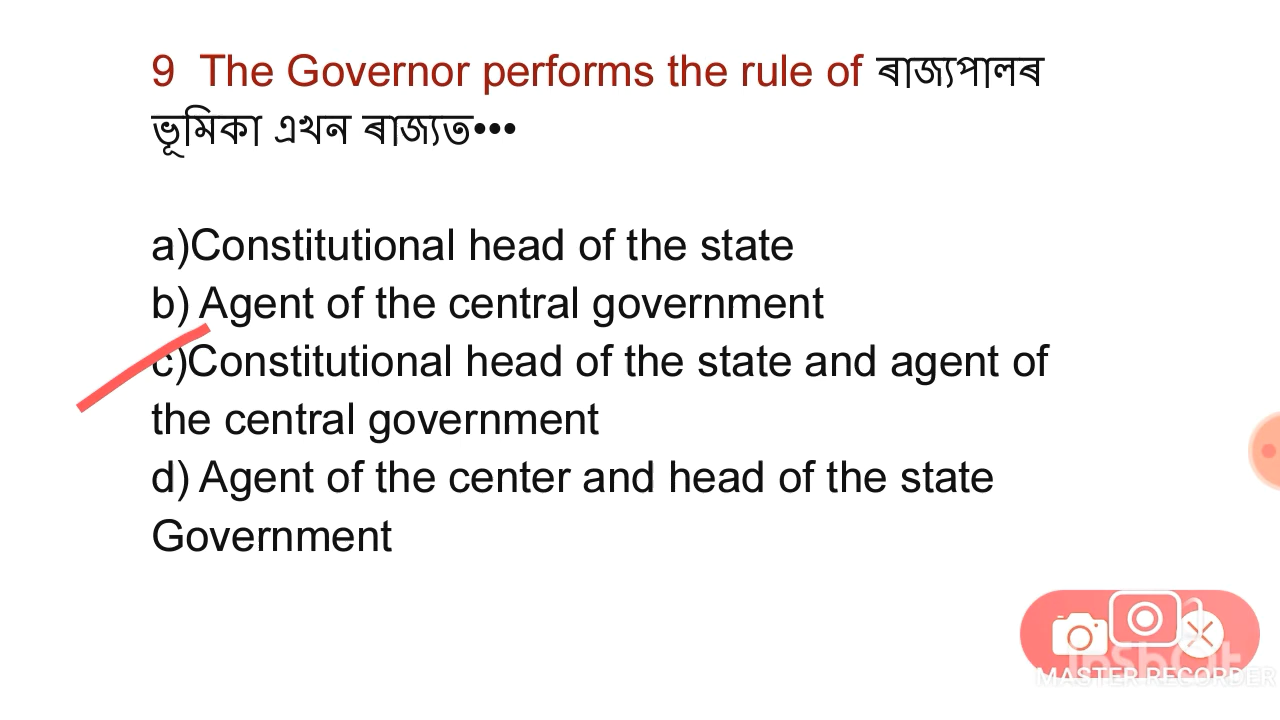 9 The Governor performs the rule of ৰাজ্যপালৰ
ভূমিকা এখন ৰাজ্যত•••
a)Constitutional head of the state
b) Agent of the central government
c)Constitutional head of the state and agent of
the central government
d) Agent of the center and head of the state
Government
MASTER RECORDER